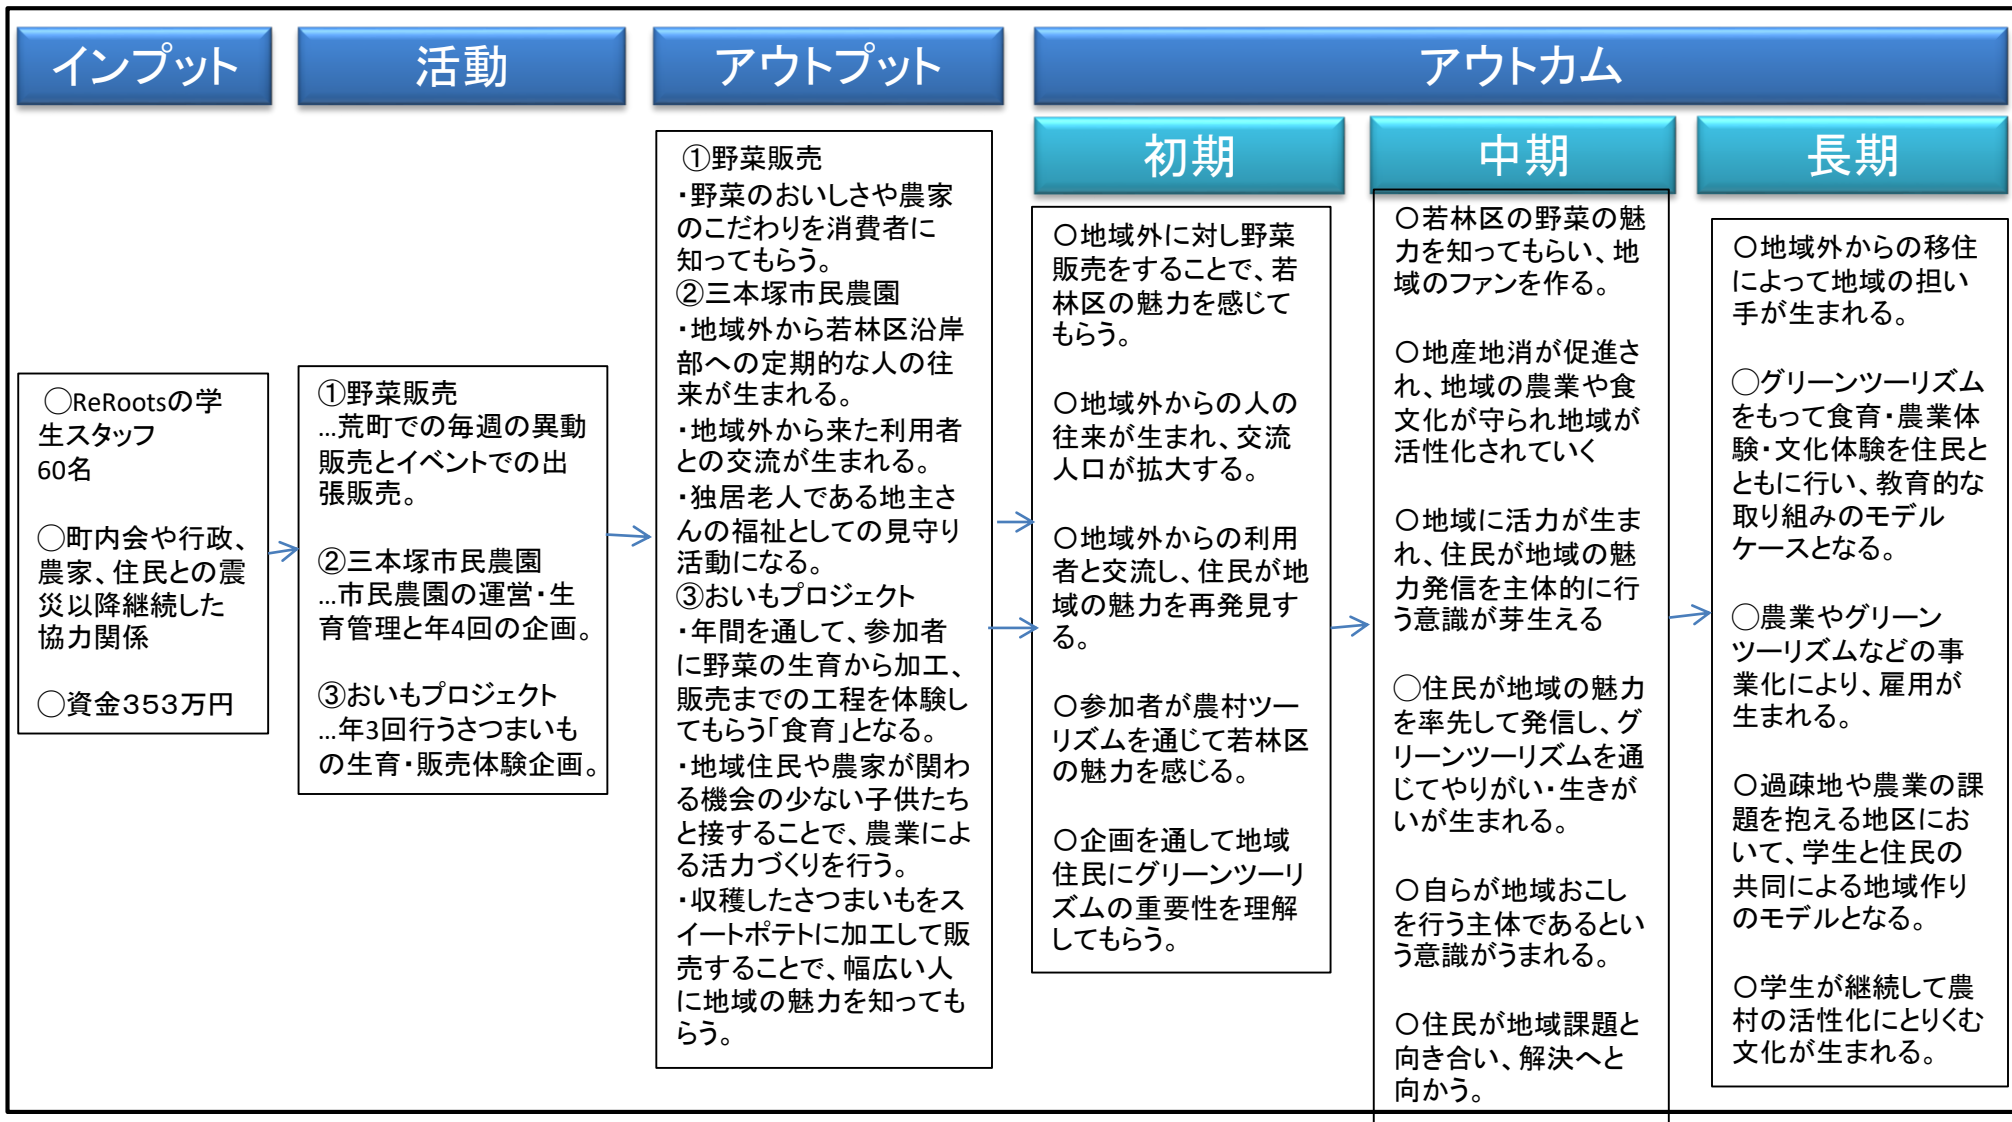 インプット
活動
アウトプット
アウトカム
初期
中期
長期
◯ReRootsの学
生スタッフ
60名
◯町内会や行政、
農家、住民との震
災以降継続した
協力関係
◯資金353万円
①野菜販売
…荒町での毎週の異動
販売とイベントでの出
張販売。
②三本塚市民農園
…市民農園の運営・生
育管理と年4回の企画。
③おいもプロジェクト
…年3回行うさつまいも
の生育・販売体験企画。
①野菜販売
・野菜のおいしさや農家
のこだわりを消費者に
知ってもらう。
②三本塚市民農園
・地域外から若林区沿岸
部への定期的な人の往
来が生まれる。
・地域外から来た利用者
との交流が生まれる。
・独居老人である地主さ
んの福祉としての見守り
活動になる。
③おいもプロジェクト
・年間を通して、参加者
に野菜の生育から加工、
販売までの工程を体験し
てもらう「食育」となる。
・地域住民や農家が関わ
る機会の少ない子供たち
と接することで、農業によ
る活力づくりを行う。
・収穫したさつまいもをス
イートポテトに加工して販
売することで、幅広い人
に地域の魅力を知っても
らう。
〇地域外に対し野菜
販売をすることで、若
林区の魅力を感じて
もらう。
〇地域外からの人の
往来が生まれ、交流
人口が拡大する。
〇地域外からの利用
者と交流し、住民が地
域の魅力を再発見す
る。
〇参加者が農村ツー
リズムを通じて若林区
の魅力を感じる。
〇企画を通して地域
住民にグリーンツーリ
ズムの重要性を理解
してもらう。
〇若林区の野菜の魅
力を知ってもらい、地
域のファンを作る。
〇地産地消が促進さ
れ、地域の農業や食
文化が守られ地域が
活性化されていく
〇地域に活力が生ま
れ、住民が地域の魅
力発信を主体的に行
う意識が芽生える
◯住民が地域の魅力
を率先して発信し、グ
リーンツーリズムを通
じてやりがい・生きが
いが生まれる。
〇自らが地域おこし
を行う主体であるとい
う意識がうまれる。
〇住民が地域課題と
向き合い、解決へと
向かう。
〇地域外からの移住
によって地域の担い
手が生まれる。
◯グリーンツーリズム
をもって食育・農業体
験・文化体験を住民と
ともに行い、教育的な
取り組みのモデル
ケースとなる。
◯農業やグリーン
ツーリズムなどの事
業化により、雇用が
生まれる。
〇過疎地や農業の課
題を抱える地区にお
いて、学生と住民の
共同による地域作り
のモデルとなる。
〇学生が継続して農
村の活性化にとりくむ
文化が生まれる。